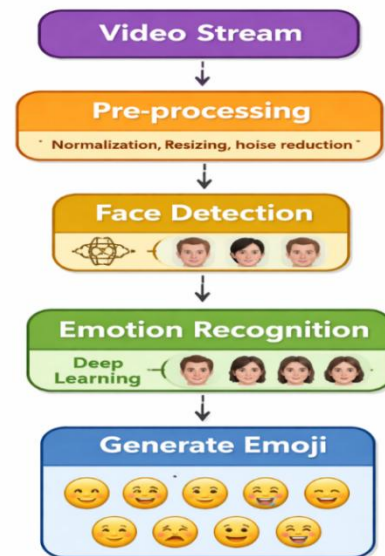 Video Stream
Pre-processing
" Normalization, Resizing, hoise reduction "
Face Detection
Emotion Recognition
Deep
Learning
Generate Emoji